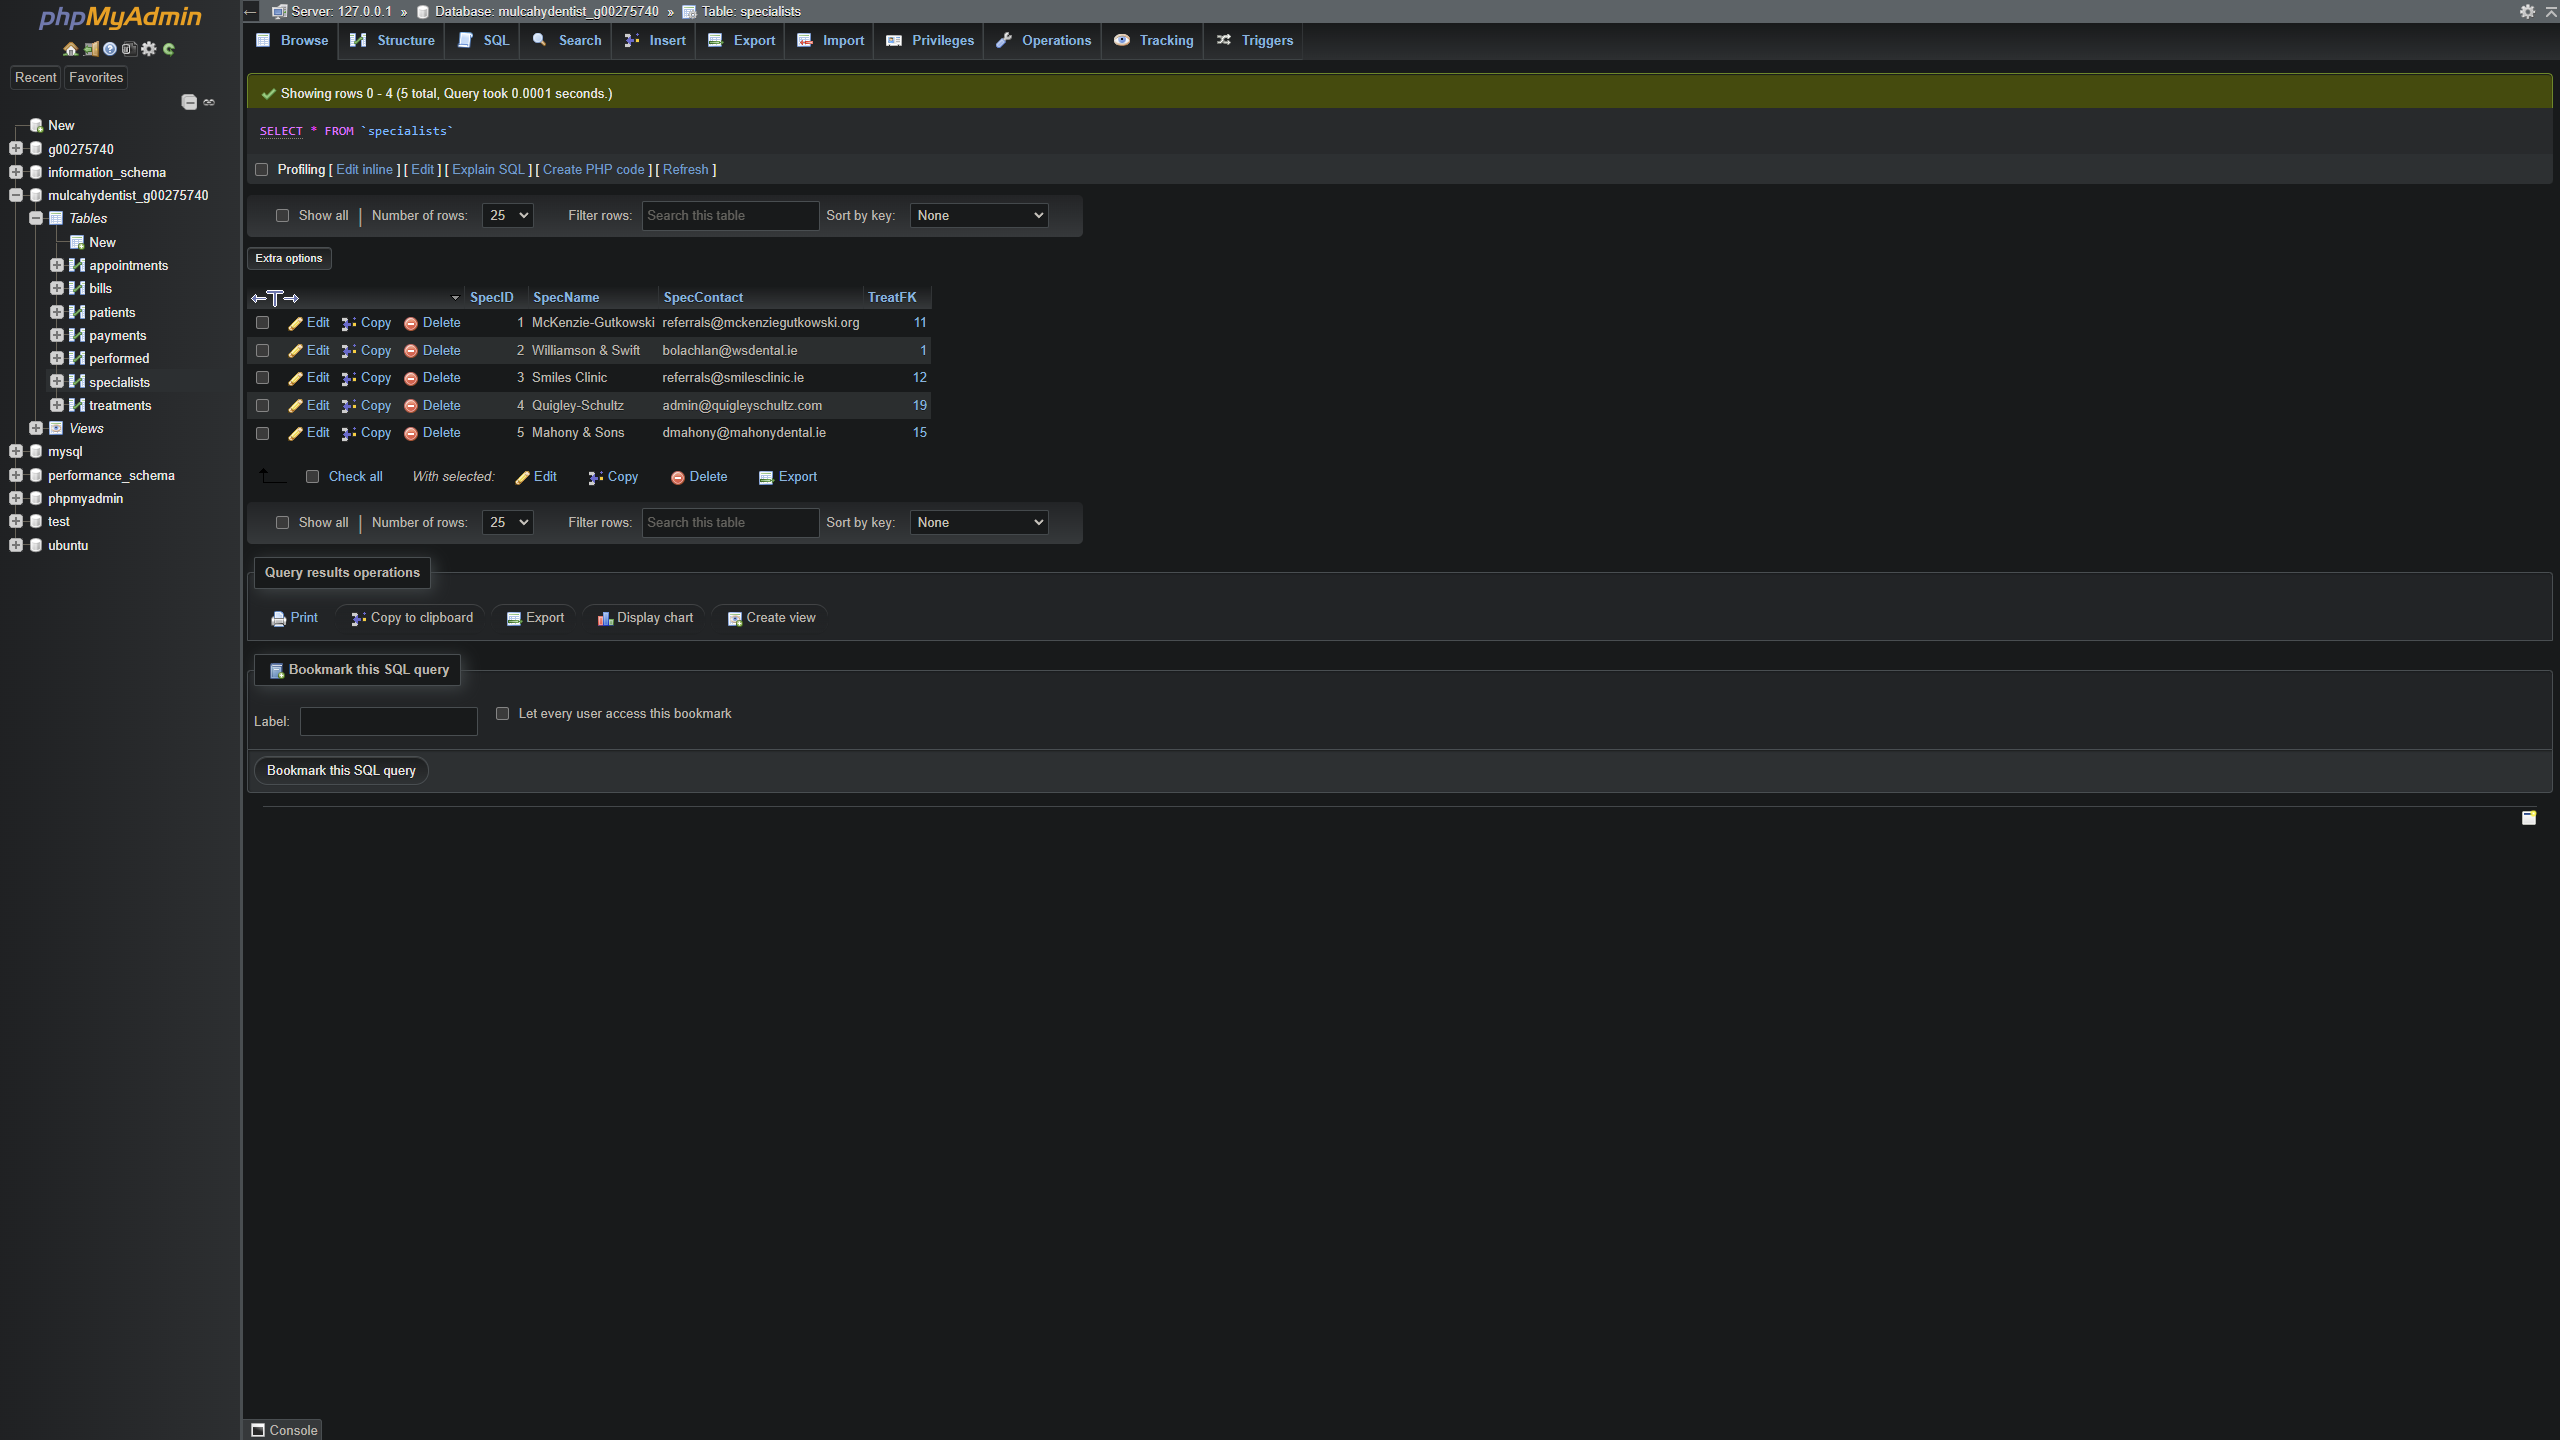 phpMyAdmin
Recent Favorites
New
g00275740
information_schema
mulcahydentist_g00275740
Tables
New
appointments
bills
patients
payments
performed
specialists
treatments
Views
mysql
performance_schema
phpmyadmin
test
ubuntu
Server: 127.0.0.1 » Database: mulcahydentist_g00275740 » Table: specialists
Browse Structure SQL Search Insert Export Import Privileges Operations Tracking Triggers
Showing rows 0 - 4 (5 total, Query took 0.0001 seconds.)
SELECT * FROM `specialists`
Profiling [ Edit inline ] [ Edit ] [ Explain SQL ] [ Create PHP code ] [ Refresh ]
Show all | Number of rows: 25 Filter rows: Search this table Sort by key: None
Extra options
SpecID SpecName SpecContact TreatFK
Edit Copy Delete 1 McKenzie-Gutkowski referrals@mckenziegutkowski.org 11
Edit Copy Delete 2 Williamson & Swift bolachlan@wsdental.ie 1
Edit Copy Delete 3 Smiles Clinic referrals@smilesclinic.ie 12
Edit Copy Delete 4 Quigley-Schultz admin@quigleyschultz.com 19
Edit Copy Delete 5 Mahony & Sons dmahony@mahonydental.ie 15
Check all With selected: Edit Copy Delete Export
Show all | Number of rows: 25 Filter rows: Search this table Sort by key: None
Query results operations
Print Copy to clipboard Export Display chart Create view
Bookmark this SQL query
Label: Let every user access this bookmark
Bookmark this SQL query
Console